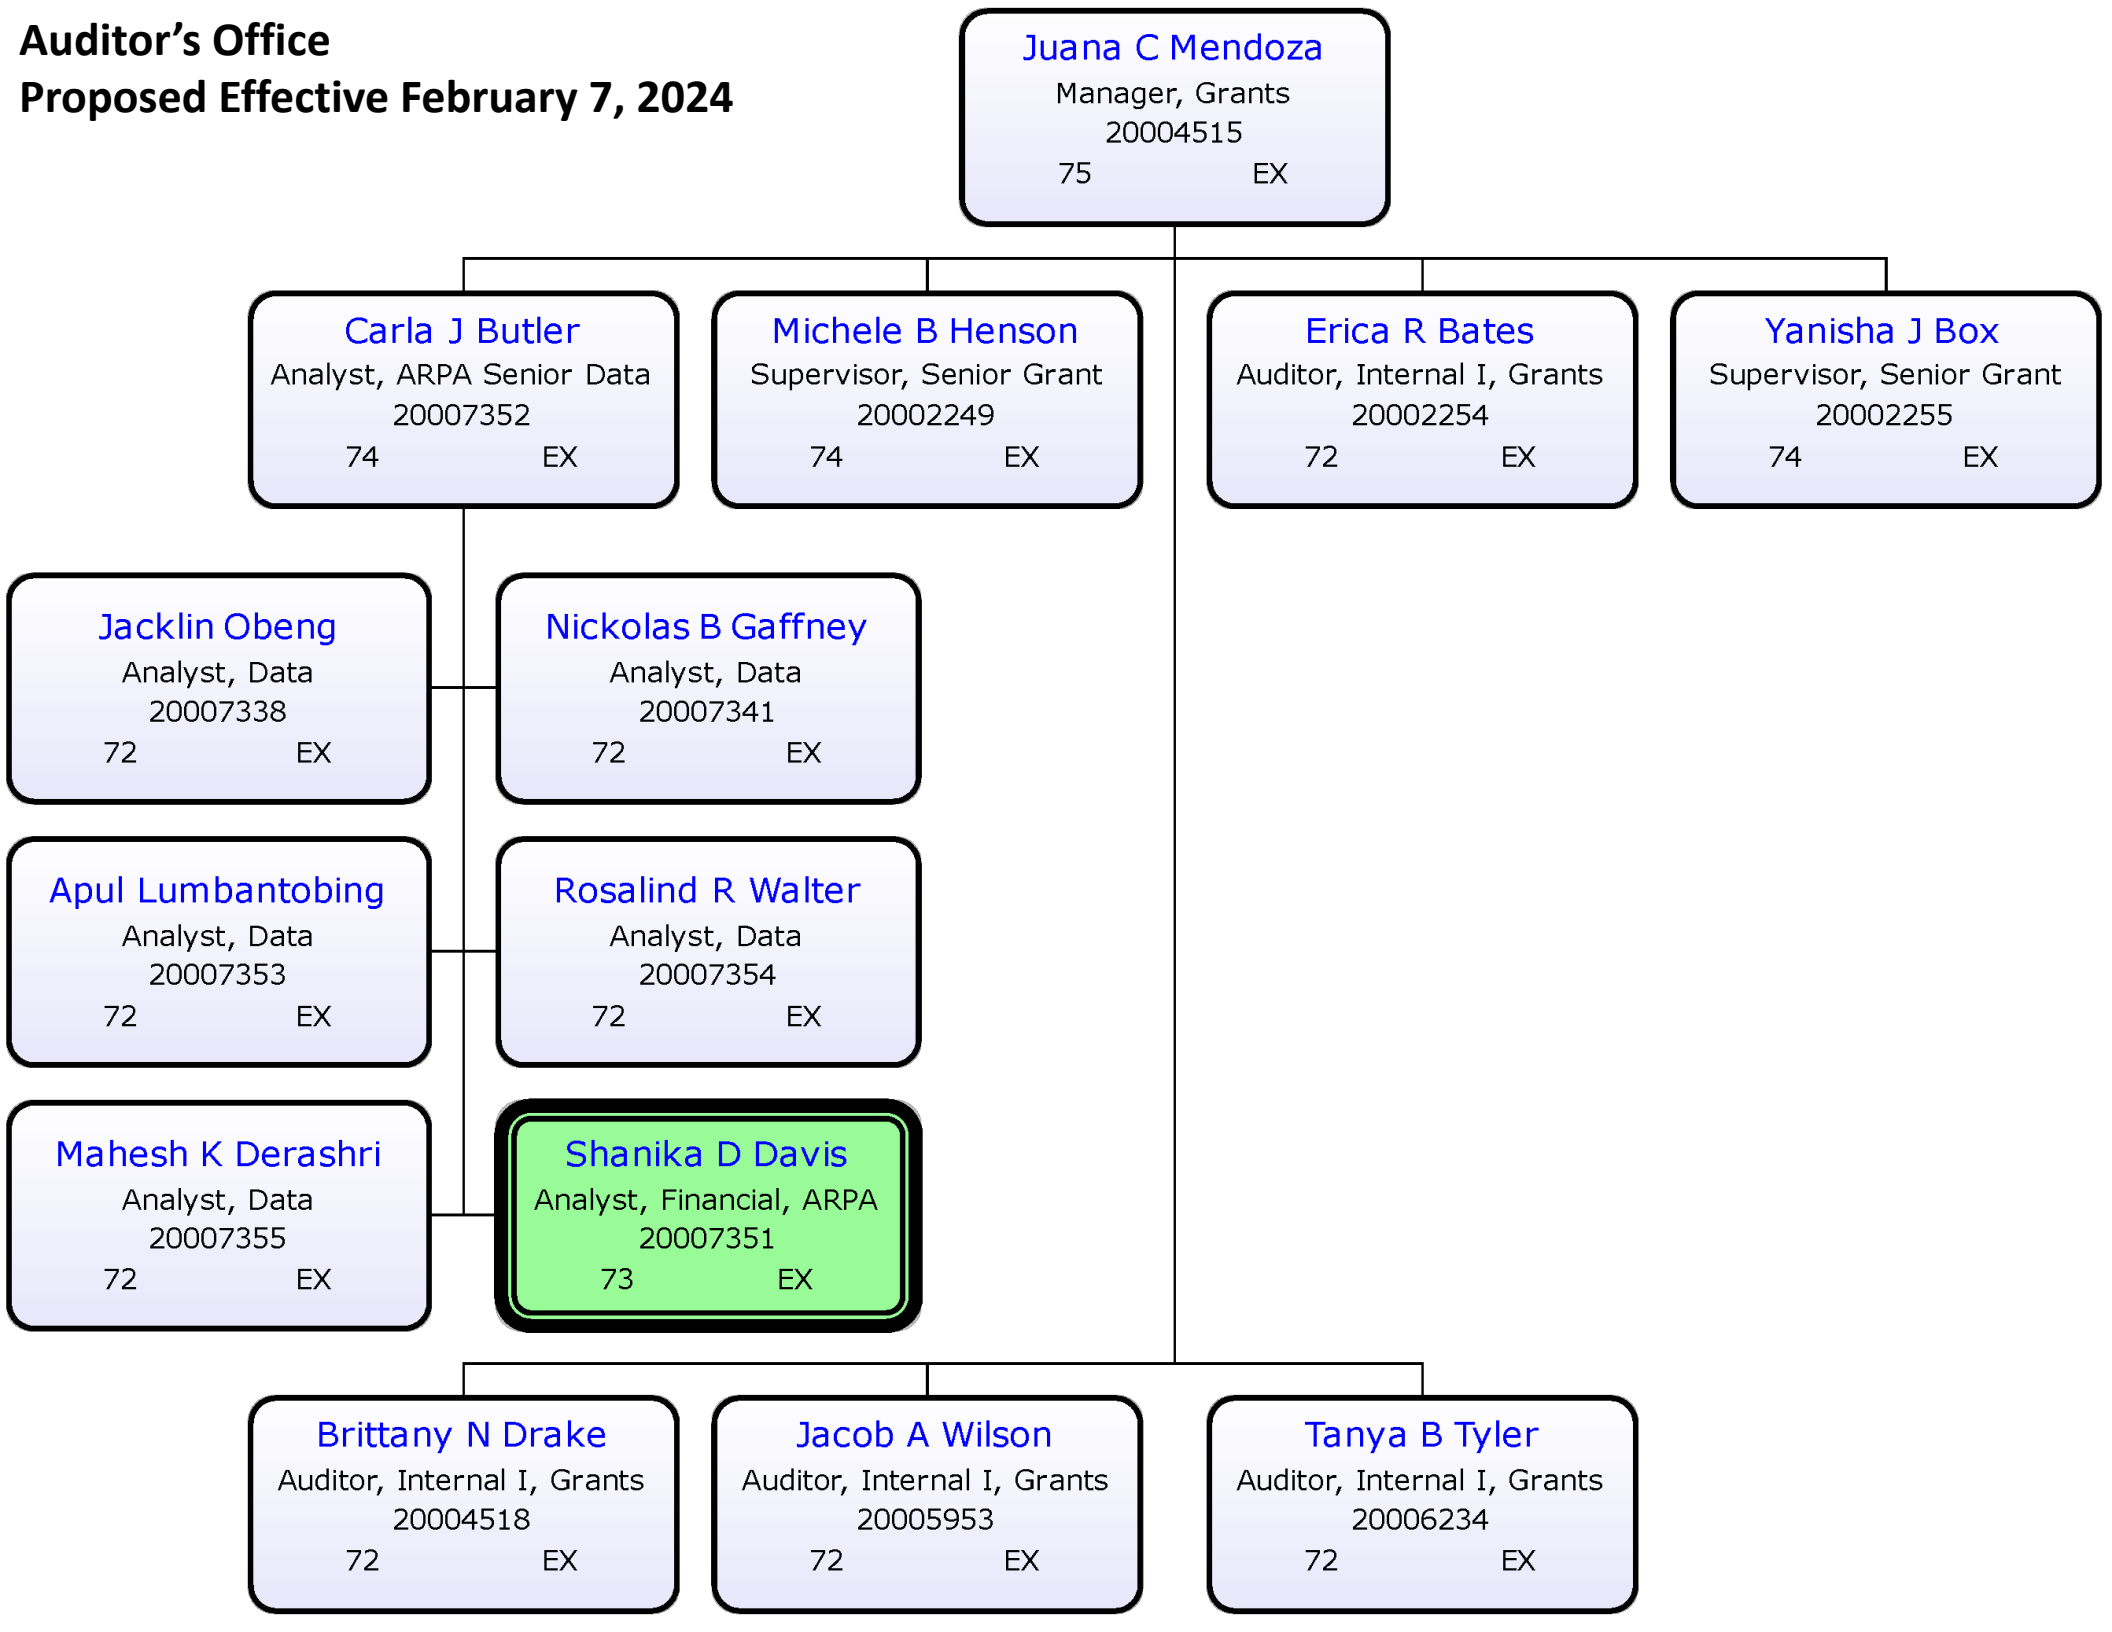 Auditor’s Office
Proposed Effective February 7, 2024
Juana C Mendoza
Manager, Grants
20004515
75 EX
Carla J Butler
Analyst, ARPA Senior Data
20007352
74 EX
Michele B Henson
Supervisor, Senior Grant
20002249
74 EX
Erica R Bates
Auditor, Internal I, Grants
20002254
72 EX
Yanisha J Box
Supervisor, Senior Grant
20002255
74 EX
Jacklin Obeng
Analyst, Data
20007338
72 EX
Nickolas B Gaffney
Analyst, Data
20007341
72 EX
Apul Lumbantobing
Analyst, Data
20007353
72 EX
Rosalind R Walter
Analyst, Data
20007354
72 EX
Mahesh K Derashri
Analyst, Data
20007355
72 EX
Shanika D Davis
Analyst, Financial, ARPA
20007351
73 EX
Brittany N Drake
Auditor, Internal I, Grants
20004518
72 EX
Jacob A Wilson
Auditor, Internal I, Grants
20005953
72 EX
Tanya B Tyler
Auditor, Internal I, Grants
20006234
72 EX